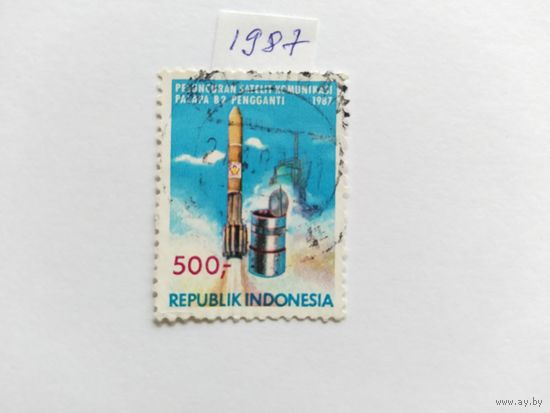 1987
PELUNCURAN SATELIT KOMUNIKASI
PALAPA B2 PENGGANTI 1987
500,-
REPUBLIK INDONESIA
www.ay.by